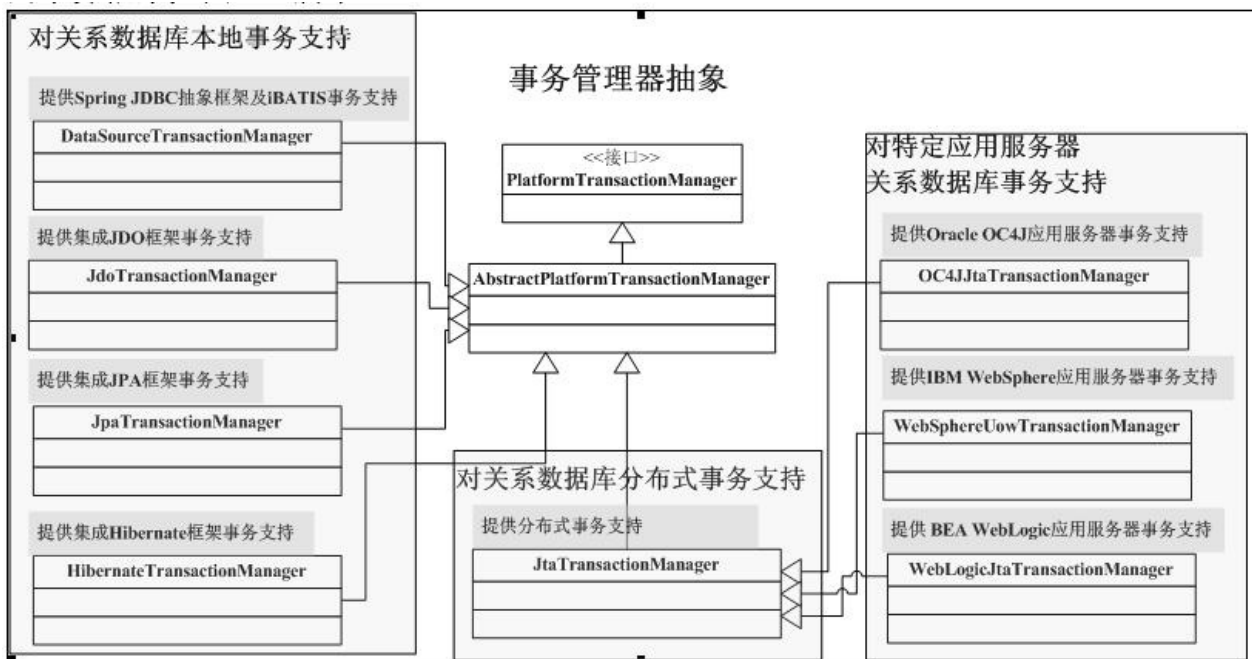 对关系数据库本地事务支持
提供Spring JDBC抽象框架及iBATIS事务支持
DataSourceTransactionManager
提供集成JDO框架事务支持
JdoTransactionManager
提供集成JPA框架事务支持
JpaTransactionManager
提供集成Hibernate框架事务支持
HibernateTransactionManager
事务管理器抽象
<<接口>>
PlatformTransactionManager
AbstractPlatformTransactionManager
对关系数据库分布式事务支持
提供分布式事务支持
JtaTransactionManager
对特定应用服务器
关系数据库事务支持
提供Oracle OC4J应用服务器事务支持
OC4JJtaTransactionManager
提供IBM WebSphere应用服务器事务支持
WebSphereUowTransactionManager
提供 BEA WebLogic应用服务器事务支持
WebLogicJtaTransactionManager